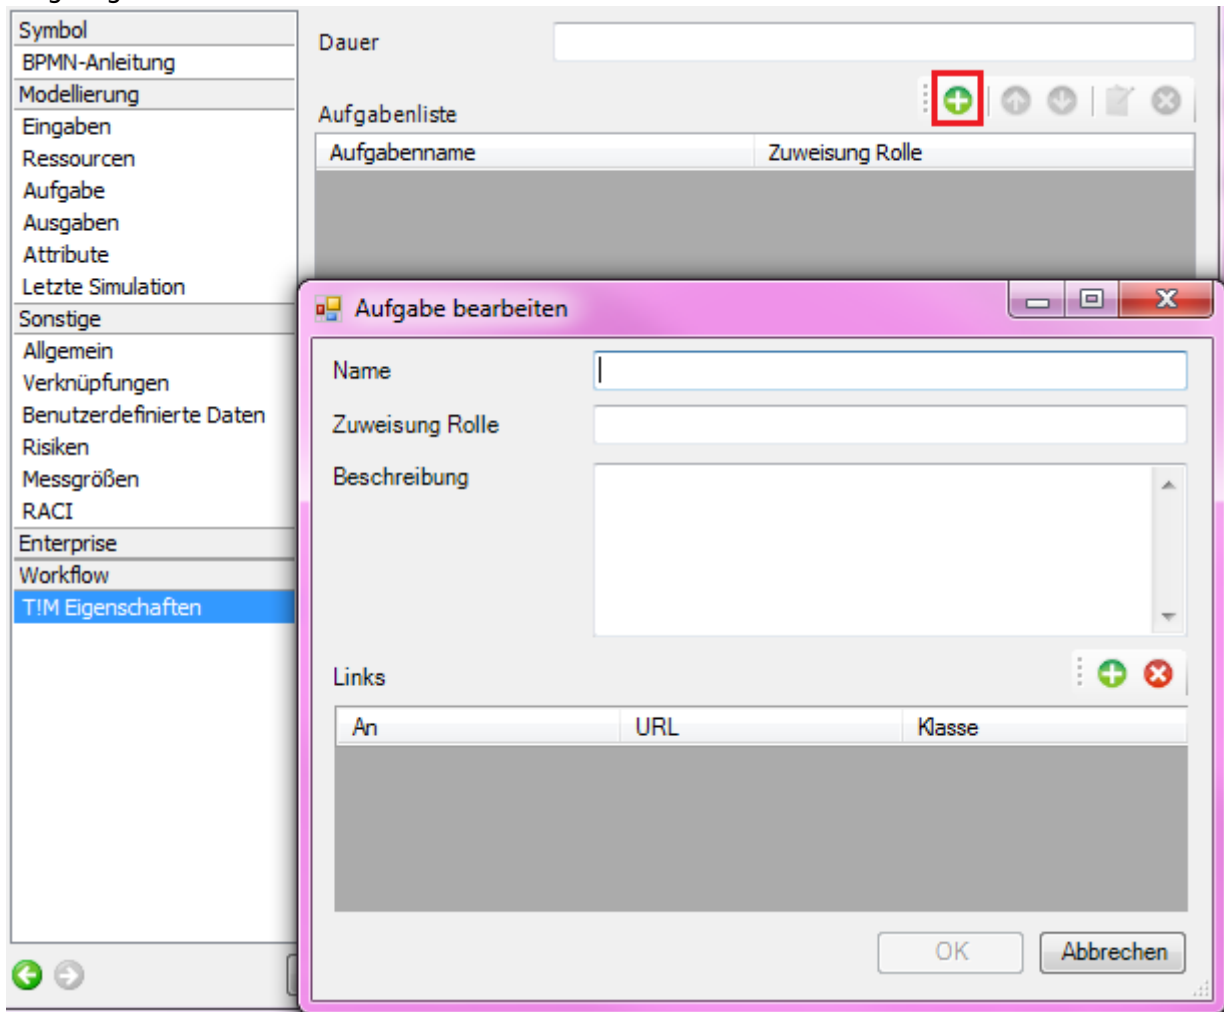 Symbol
BPMN-Anleitung
Modellierung
Eingaben
Ressourcen
Aufgabe
Ausgaben
Attribute
Letzte Simulation
Sonstige
Allgemein
Verknüpfungen
Benutzerdefinierte Daten
Risiken
Messgrößen
RACI
Enterprise
Workflow
T!M Eigenschaften
Dauer
Aufgabenliste
Aufgabenname Zuweisung Rolle
Aufgabe bearbeiten
Name
Zuweisung Rolle
Beschreibung
Links
An URL Klasse
OK Abbrechen